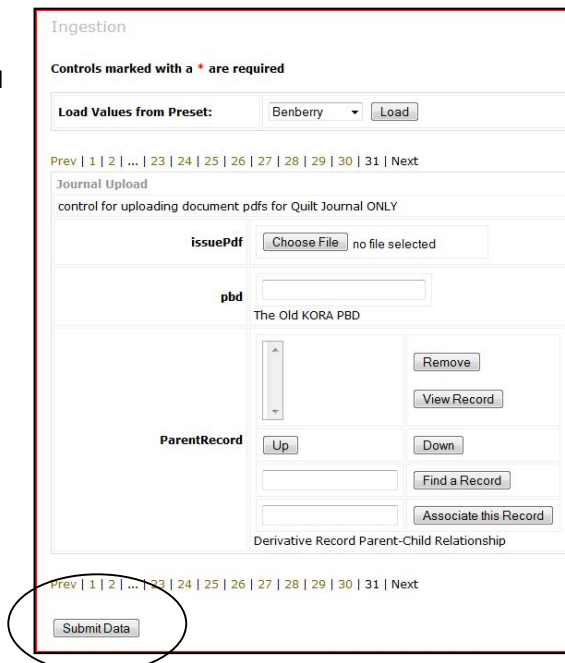 Ingestion
Controls marked with a * are required
Load Values from Preset: Benberry Load
Prev | 1 | 2 | ... | 23 | 24 | 25 | 26 | 27 | 28 | 29 | 30 | 31 | Next
Journal Upload
control for uploading document pdfs for Quilt Journal ONLY
issuePdf Choose File no file selected
pbd
The Old KORA PBD
Remove
View Record
ParentRecord Up Down
Find a Record
Associate this Record
Derivative Record Parent-Child Relationship
Prev | 1 | 2 | ... | 23 | 24 | 25 | 26 | 27 | 28 | 29 | 30 | 31 | Next
Submit Data